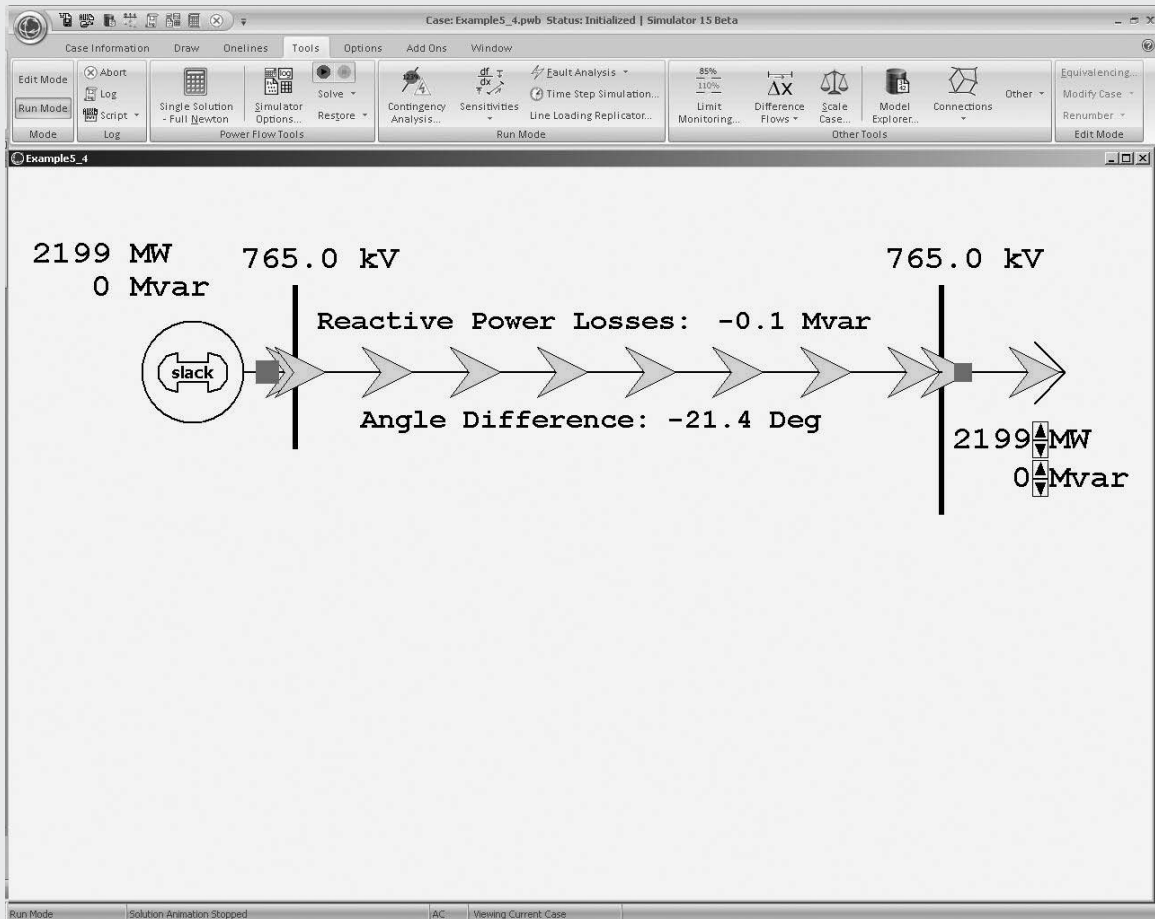 Case: Example5_4.pwb Status: Initialized | Simulator 15 Beta
Case Information Draw Onelines Tools Options Add Ons Window
Edit Mode
Run Mode
Mode
Abort
Log
Script
Log
Single Solution
- Full Newton
Simulator
Options...
Solve
Restore
Power Flow Tools
Contingency
Analysis...
Sensitivities
Fault Analysis
Time Step Simulation...
Line Loading Replicator...
Run Mode
85%
110%
Limit
Monitoring...
ΔX
Difference
Flows
Scale
Case...
Model
Explorer...
Connections
Other
Other Tools
Equivalencing...
Modify Case
Renumber
Edit Mode
Example5_4
2199 MW
0 Mvar
765.0 kV
765.0 kV
Reactive Power Losses: -0.1 Mvar
slack
Angle Difference: -21.4 Deg
2199 MW
0 Mvar
Run Mode Solution Animation Stopped AC Viewing Current Case